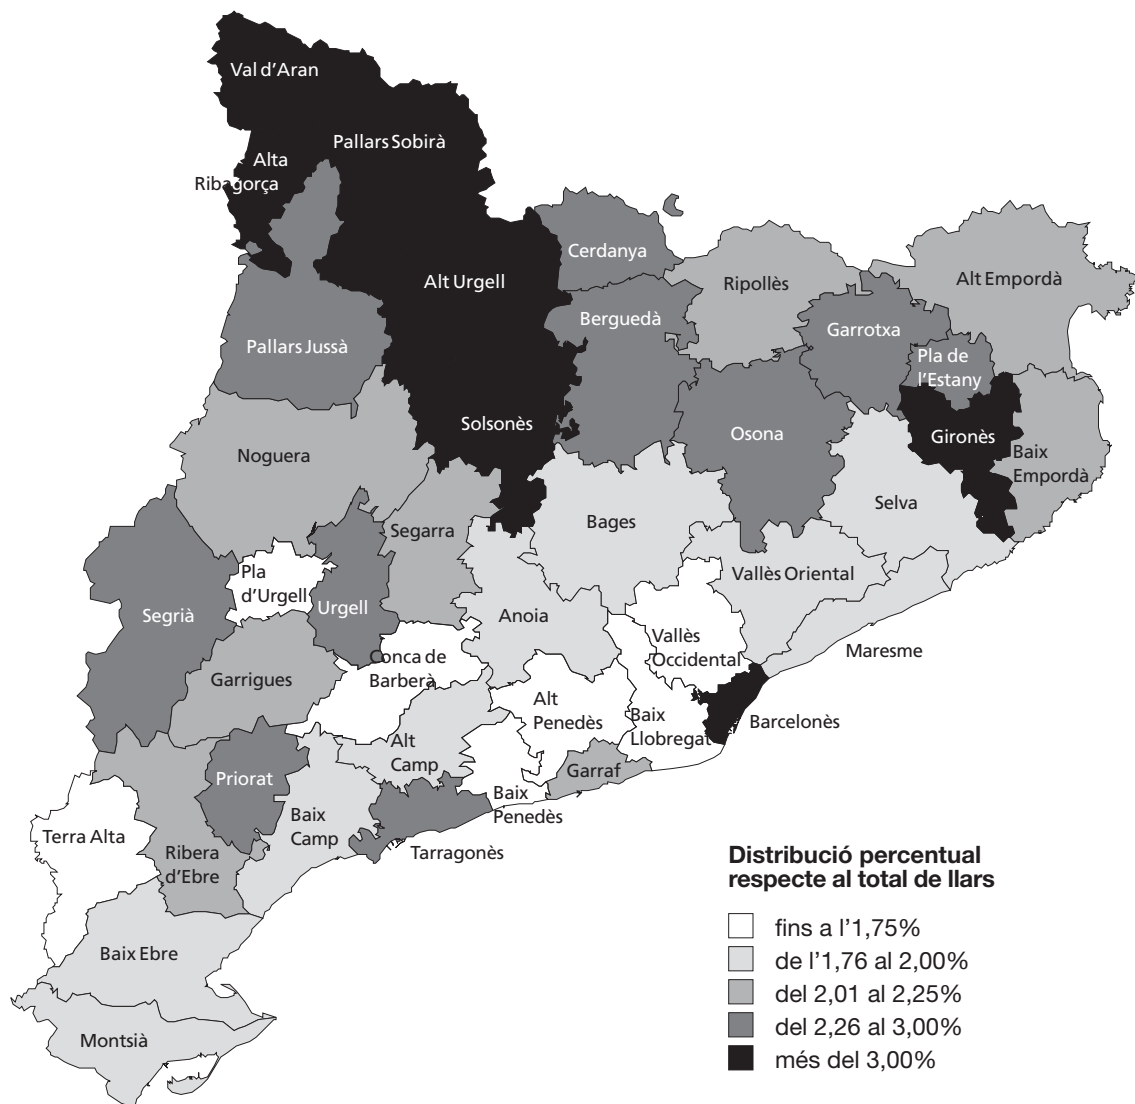 Val d’Aran
Pallars Sobirà
Alta
Ribagorça
Cerdanya
Alt Urgell
Ripollès
Alt Empordà
Berguedà
Garrotxa
Pallars Jussà
Pla de
l’Estany
Solsonès
Osona
Gironès
Baix
Empordà
Noguera
Selva
Bages
Segarra
Pla
d’Urgell
Vallès Oriental
Urgell
Segrià
Anoia
Vallès
Occidental
Maresme
Conca de
Barberà
Garrigues
Alt
Penedès
Baix
Llobregat
Barcelonès
Alt
Camp
Garraf
Priorat
Baix
Penedès
Baix
Camp
Terra Alta
Tarragonès
Ribera
d’Ebre
Baix Ebre
Montsià
Distribució percentual
respecte al total de llars
fins a l’1,75%
de l’1,76 al 2,00%
del 2,01 al 2,25%
del 2,26 al 3,00%
més del 3,00%